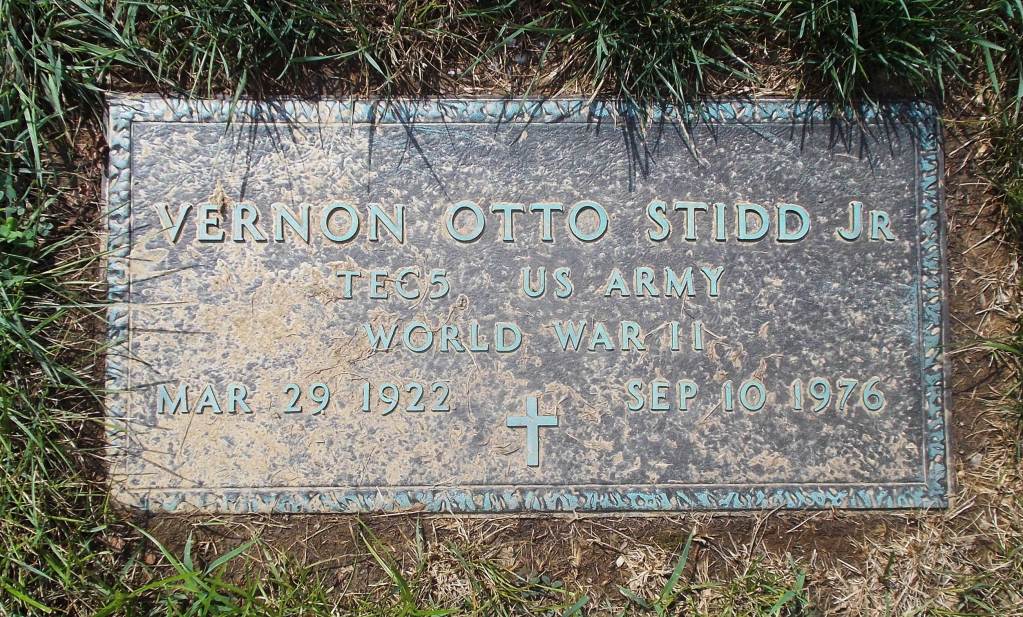 VERNON OTTO STIDD JR
TEC5 US ARMY
WORLD WAR II
MAR 29 1922 SEP 10 1976